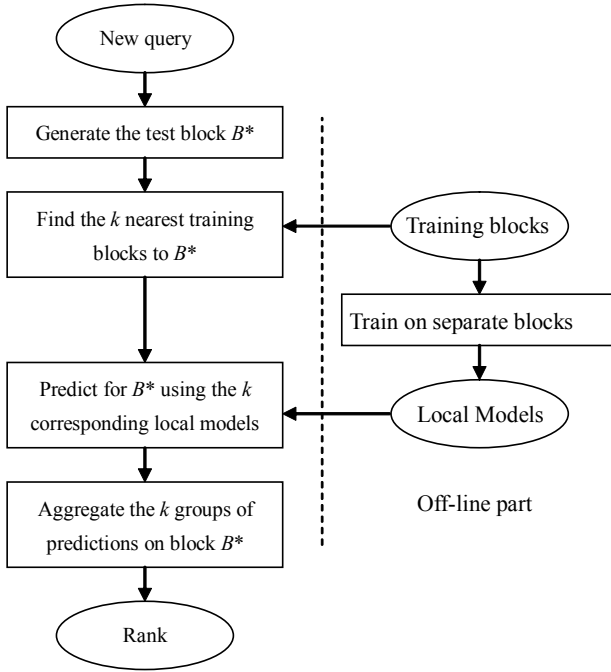 New query
Generate the test block B*
Find the k nearest training
blocks to B*
Training blocks
Train on separate blocks
Predict for B* using the k
corresponding local models
Local Models
Aggregate the k groups of
predictions on block B*
Off-line part
Rank